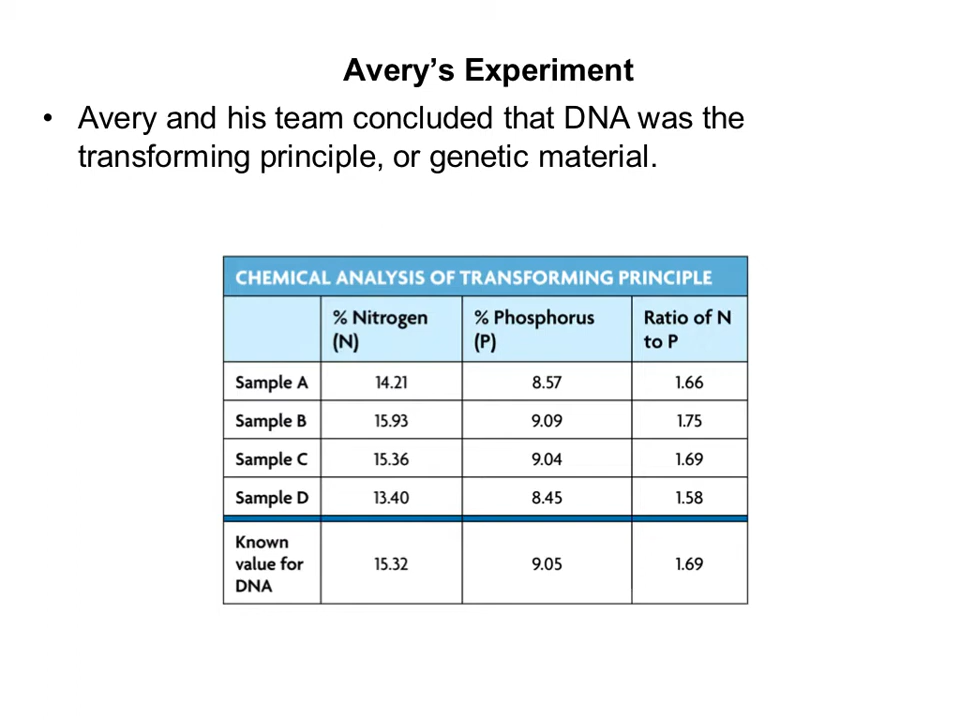 Avery’s Experiment
• Avery and his team concluded that DNA was the
transforming principle, or genetic material.
CHEMICAL ANALYSIS OF TRANSFORMING PRINCIPLE
% Nitrogen (N) % Phosphorus (P) Ratio of N to P
Sample A 14.21 8.57 1.66
Sample B 15.93 9.09 1.75
Sample C 15.36 9.04 1.69
Sample D 13.40 8.45 1.58
Known value for DNA 15.32 9.05 1.69